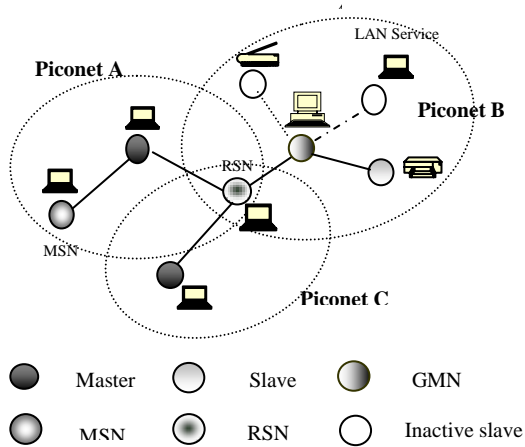 LAN Service
Piconet A
Piconet B
RSN
MSN
Piconet C
Master
Slave
GMN
MSN
RSN
Inactive slave